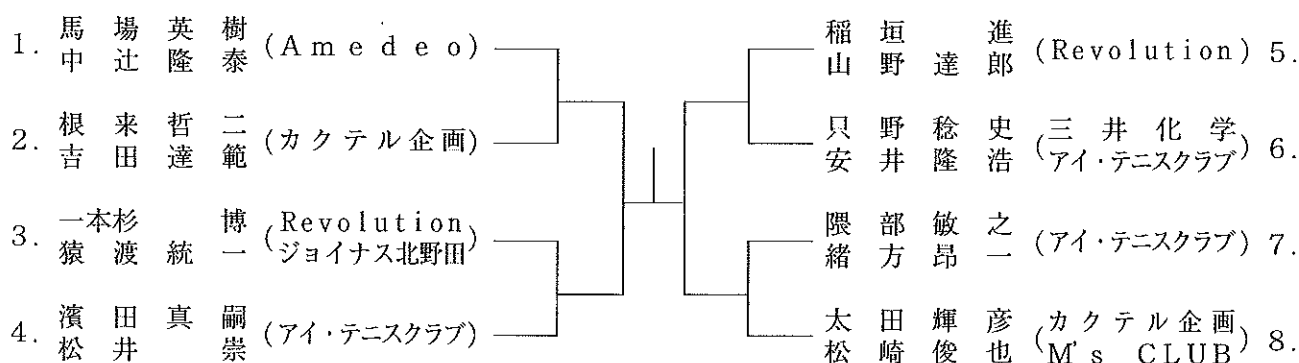 1. 馬場英樹 (Amedeo)
中辻隆泰
2. 根来哲二 (カクテル企画)
吉田達範
3. 一本杉博 (Revolution
猿渡統一 ジョイナス北野田)
4. 濱田真嗣 (アイ・テニスクラブ)
松井崇
稲垣進 (Revolution) 5.
山野達郎
只野稔史 (三井化学
安井隆浩 アイ・テニスクラブ) 6.
隈部敏之 (アイ・テニスクラブ) 7.
緒方昂一
太田輝彦 (カクテル企画
松崎俊也 M's CLUB) 8.